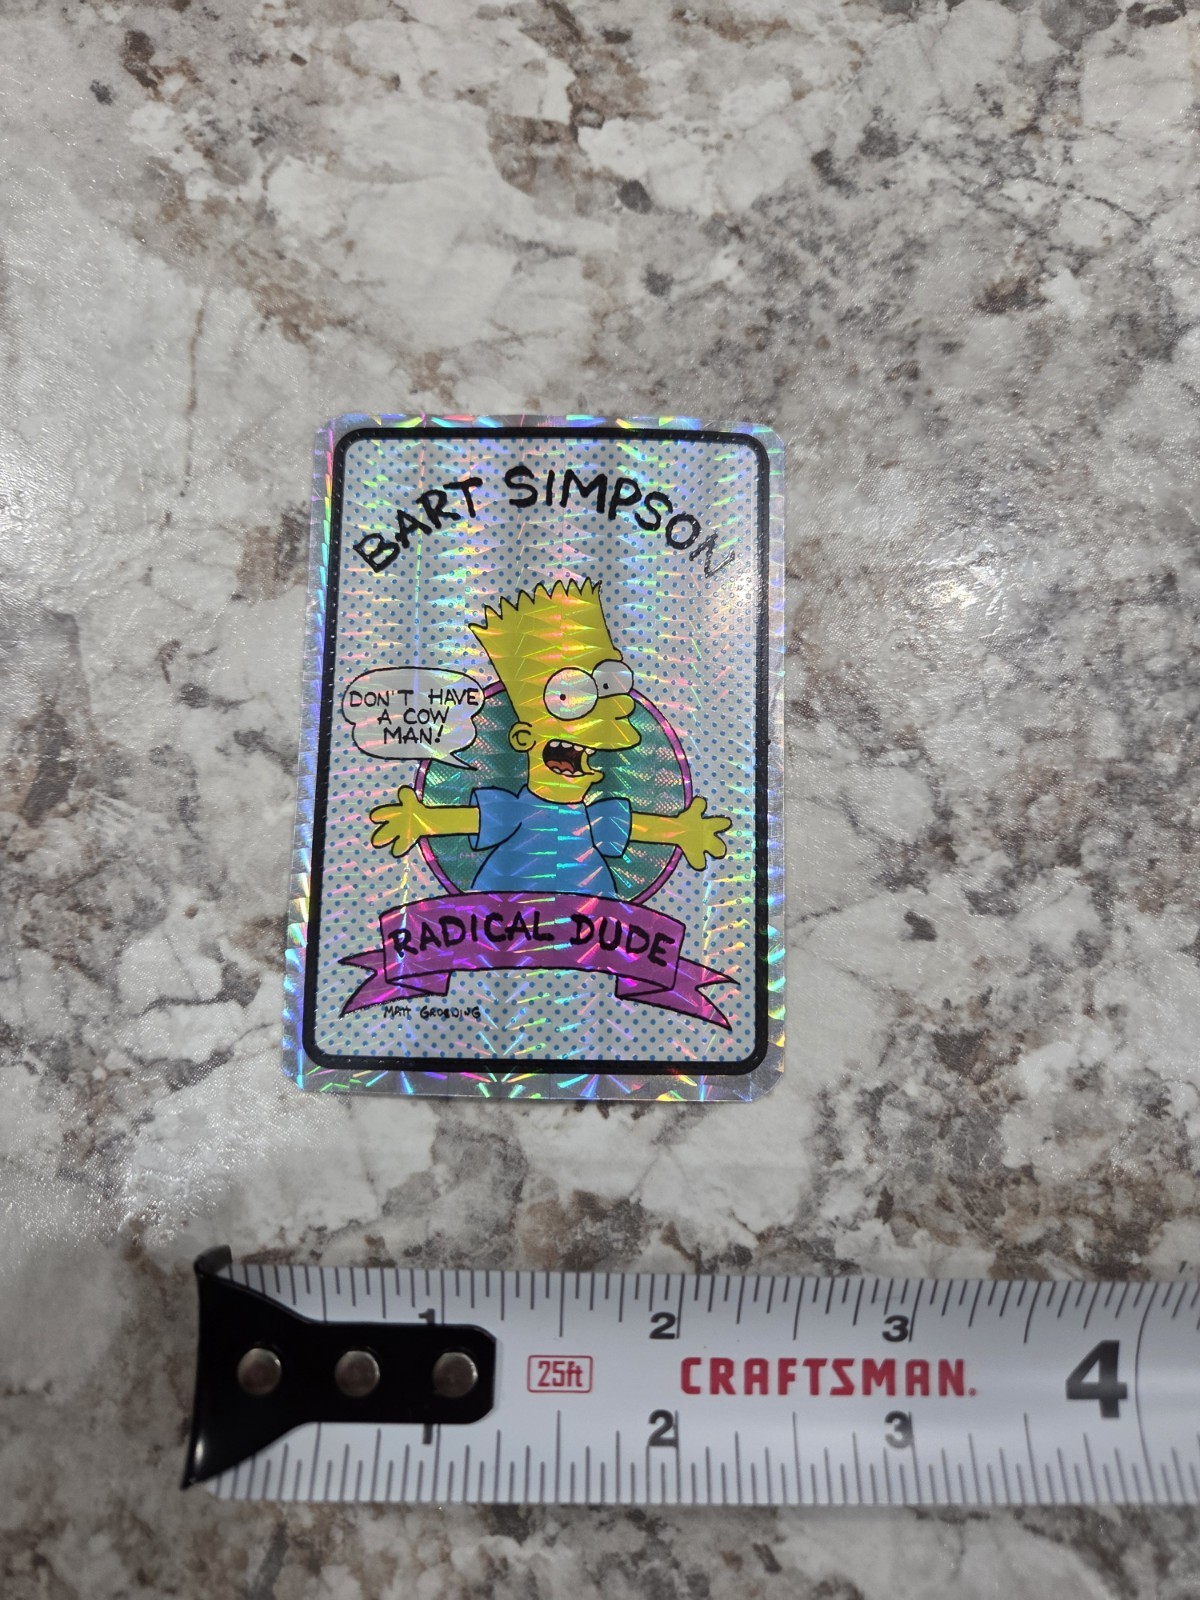 BART SIMPSON
DON'T HAVE
A COW
MAN!
RADICAL DUDE
MATT GROENING
1 2 3
25ft CRAFTSMAN. 4
1 2 3